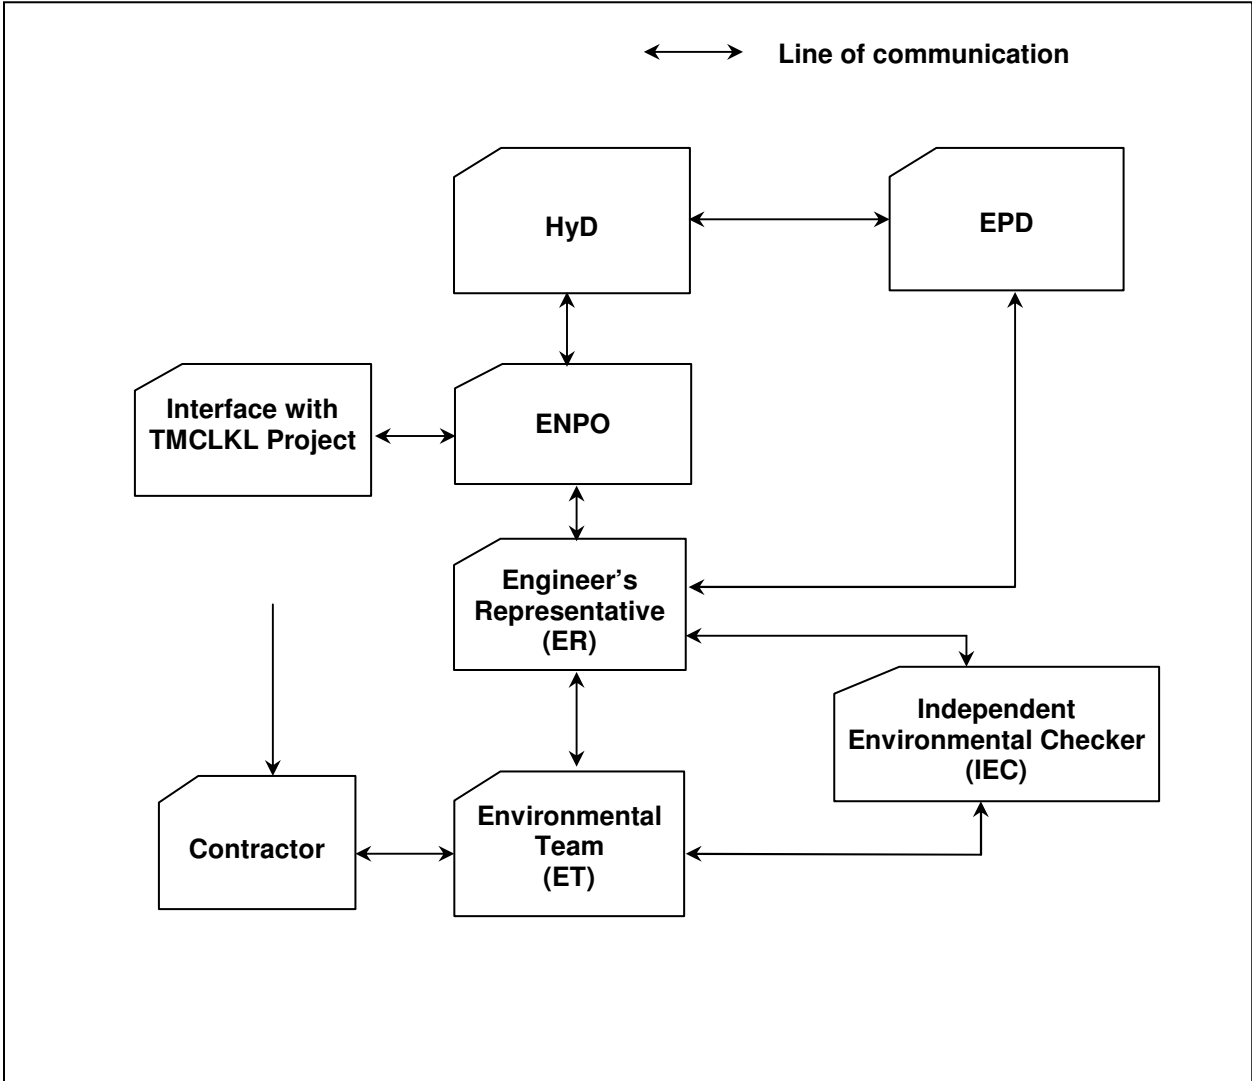 Line of communication
HyD
EPD
Interface with
TMCLKL Project
ENPO
Engineer’s
Representative
(ER)
Independent
Environmental Checker
(IEC)
Contractor
Environmental
Team
(ET)